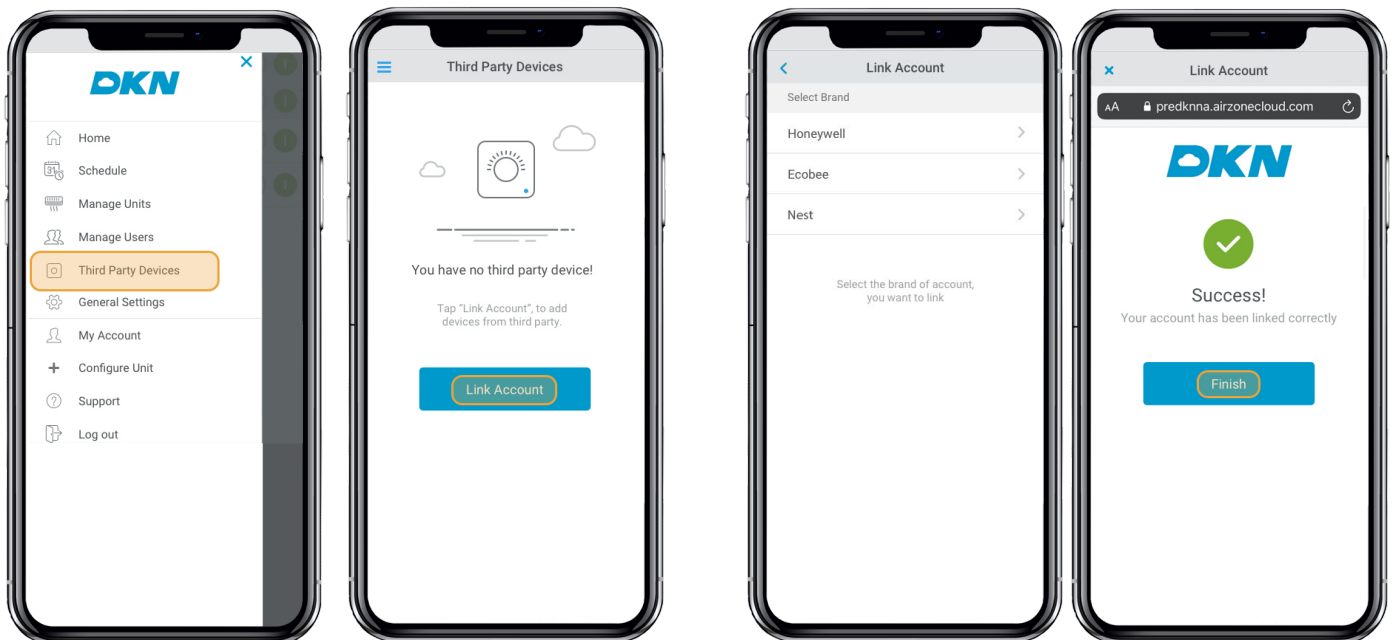 DKN
Home
31
Schedule
Manage Units
Manage Users
Third Party Devices
General Settings
My Account
Configure Unit
Support
Log out
Third Party Devices
You have no third party device!
Tap "Link Account", to add
devices from third party.
Link Account
Link Account
Select Brand
Honeywell
Ecobee
Nest
Select the brand of account,
you want to link
Link Account
AA predknna.airzonecloud.com
DKN
Success!
Your account has been linked correctly
Finish